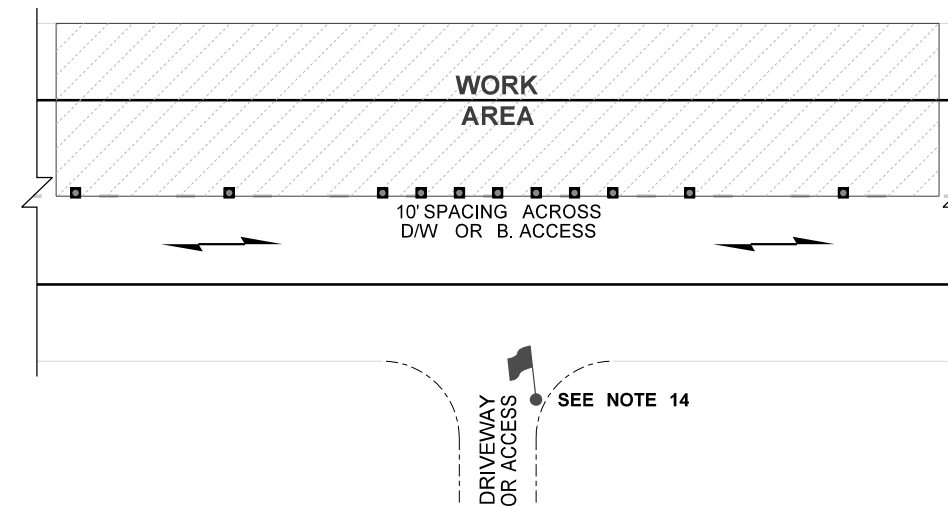 WORK
AREA
10' SPACING ACROSS
D/W OR B. ACCESS
SEE NOTE 14
DRIVEWAY
OR ACCESS